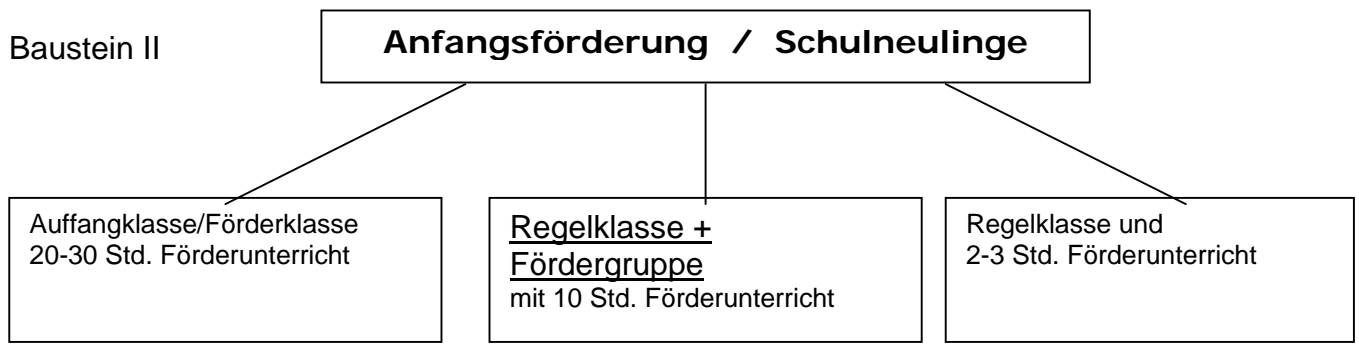 Baustein II
Anfangsförderung / Schulneulinge
Auffangklasse/Förderklasse
20-30 Std. Förderunterricht
Regelklasse +
Fördergruppe
mit 10 Std. Förderunterricht
Regelklasse und
2-3 Std. Förderunterricht